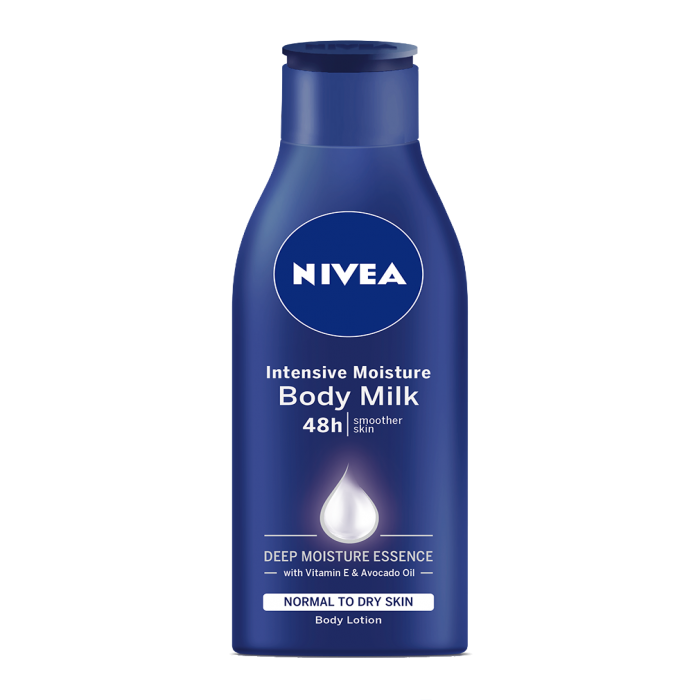 NIVEA
NIVEA
Intensive Moisture
Body Milk
48h smoother
skin
DEEP MOISTURE ESSENCE
with Vitamin E & Avocado Oil
NORMAL TO DRY SKIN
Body Lotion